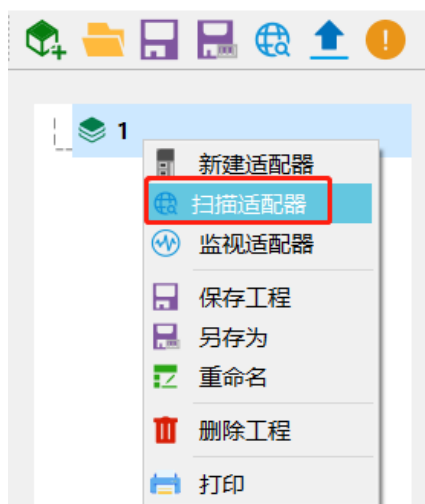 1
新建适配器
扫描适配器
监视适配器
保存工程
另存为
重命名
删除工程
打印